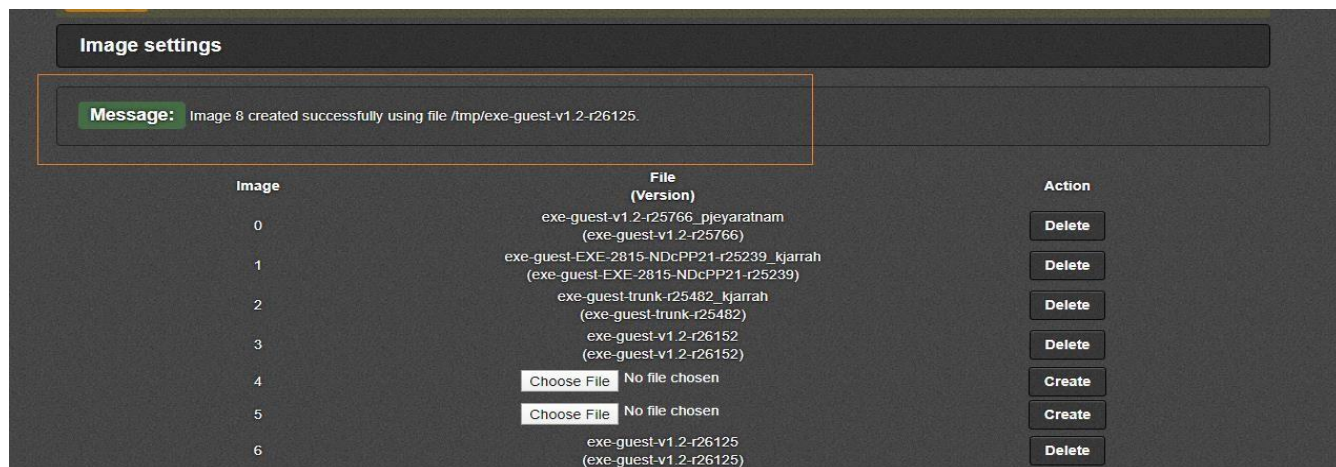 Image settings
Message: Image 8 created successfully using file /tmp/exe-guest-v1.2-r26125.
Image File (Version) Action
0 exe-guest-v1.2-r25766_pjeyaratnam Delete
(exe-guest-v1.2-r25766)
1 exe-guest-EXE-2815-NDcPP21-r25239_kjarrah Delete
(exe-guest-EXE-2815-NDcPP21-r25239)
2 exe-guest-trunk-r25482_kjarrah Delete
(exe-guest-trunk-r25482)
3 exe-guest-v1.2-r26152 Delete
(exe-guest-v1.2-r26152)
4 Choose File No file chosen Create
5 Choose File No file chosen Create
6 exe-guest-v1.2-r26125 Delete
(exe-guest-v1.2-r26125)